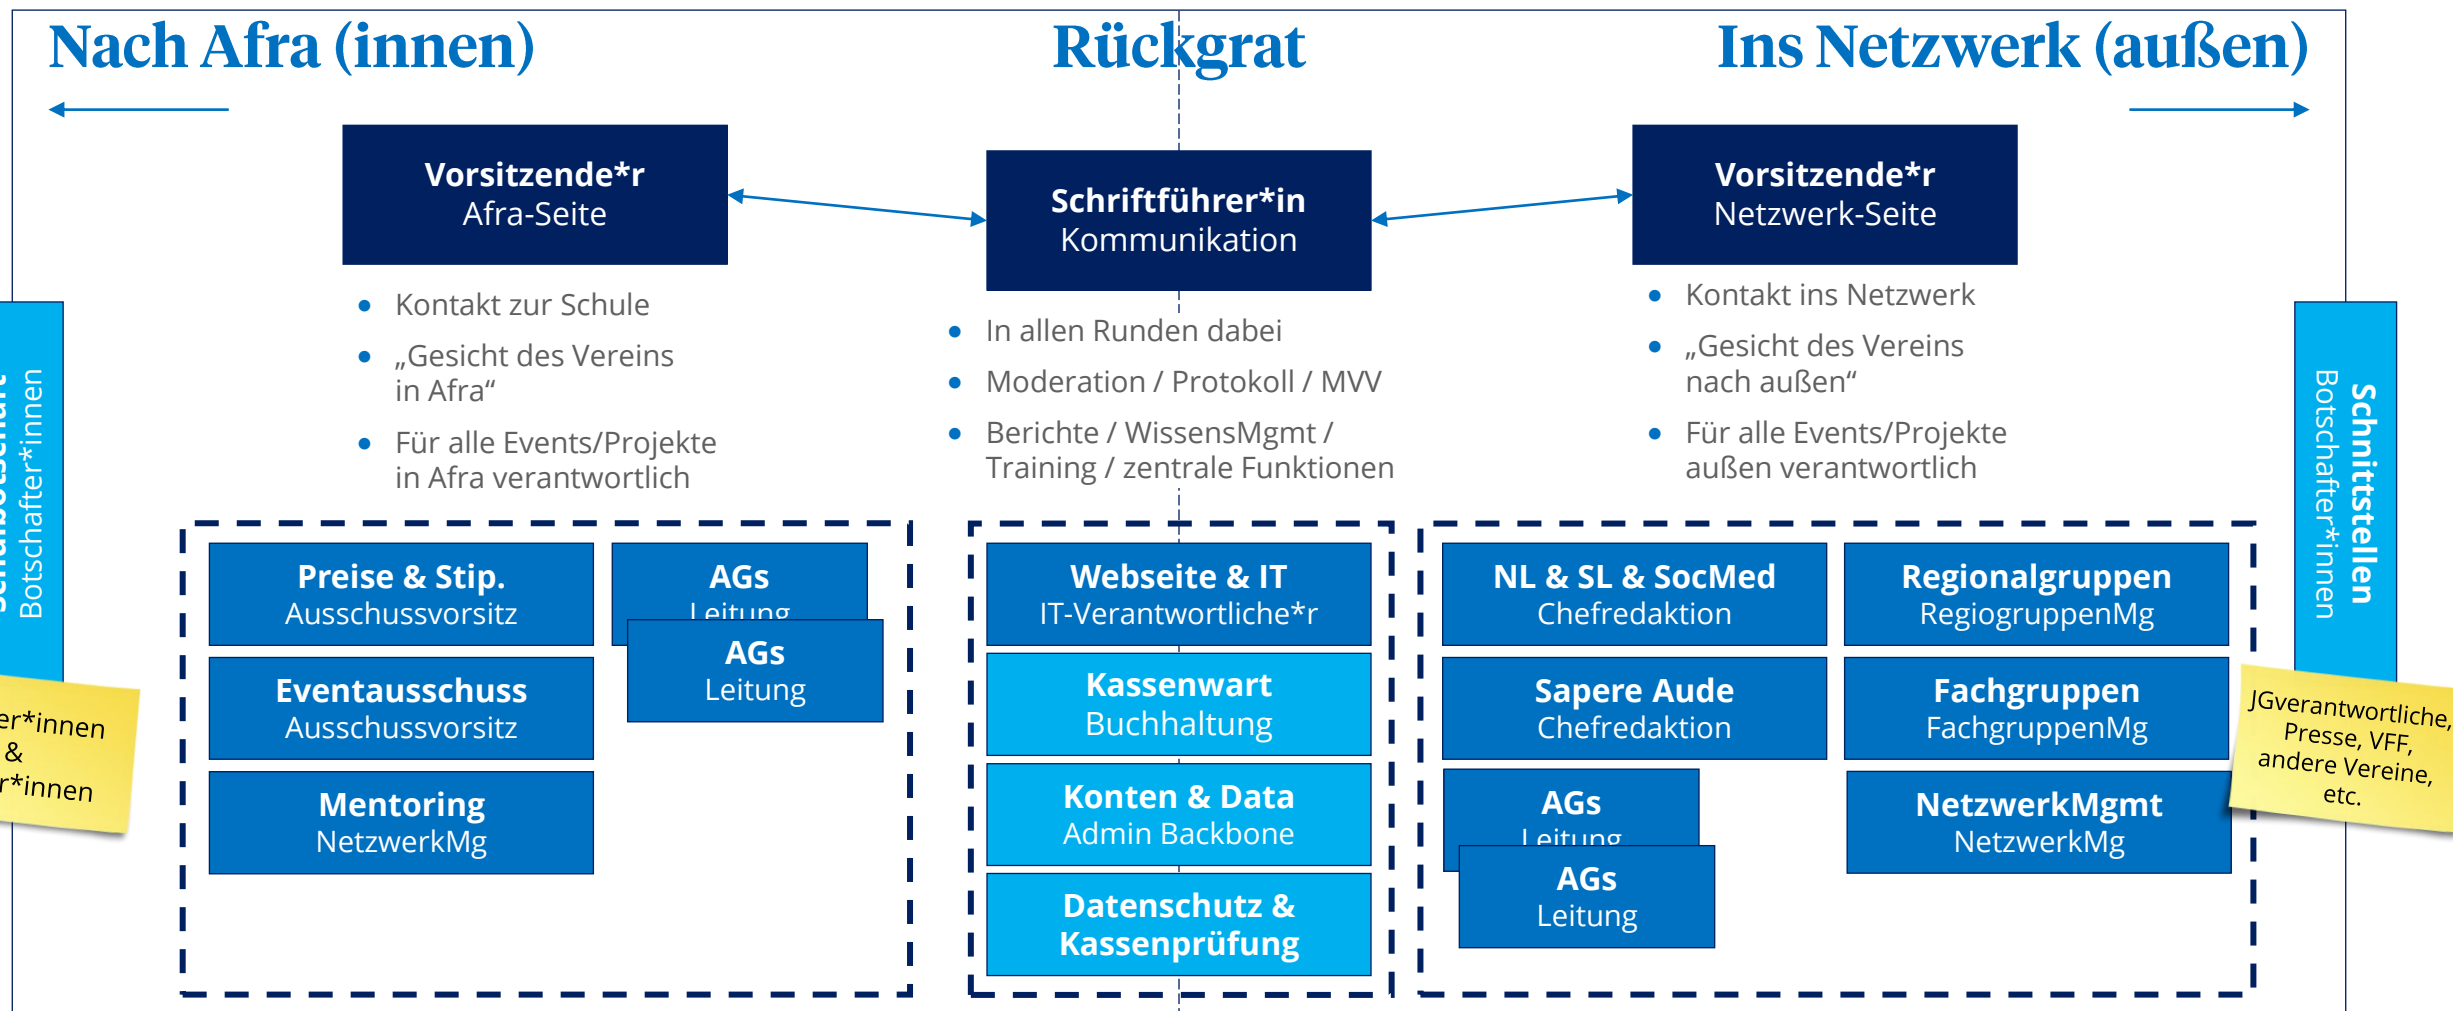 Nach Afra (innen)
Rückgrat
Ins Netzwerk (außen)
Vorsitzende*r
Afra-Seite
Schriftführer*in
Kommunikation
Vorsitzende*r
Netzwerk-Seite
• Kontakt zur Schule
• „Gesicht des Vereins
in Afra“
• Für alle Events/Projekte
in Afra verantwortlich
• In allen Runden dabei
• Moderation / Protokoll / MVV
• Berichte / WissensMgmt /
Training / zentrale Funktionen
• Kontakt ins Netzwerk
• „Gesicht des Vereins
nach außen“
• Für alle Events/Projekte
außen verantwortlich
Botschafter*innen
&
Preise & Stip.
Ausschussvorsitz
AGs
Leitung
AGs
Leitung
Eventausschuss
Ausschussvorsitz
Mentoring
NetzwerkMg
Webseite & IT
IT-Verantwortliche*r
Kassenwart
Buchhaltung
Konten & Data
Admin Backbone
Datenschutz &
Kassenprüfung
NL & SL & SocMed
Chefredaktion
Regionalgruppen
RegiogruppenMg
Sapere Aude
Chefredaktion
Fachgruppen
FachgruppenMg
AGs
Leitung
AGs
Leitung
NetzwerkMgmt
NetzwerkMg
Schnittstellen
Botschafter*innen
JGverantwortliche,
Presse, VFF,
andere Vereine,
etc.